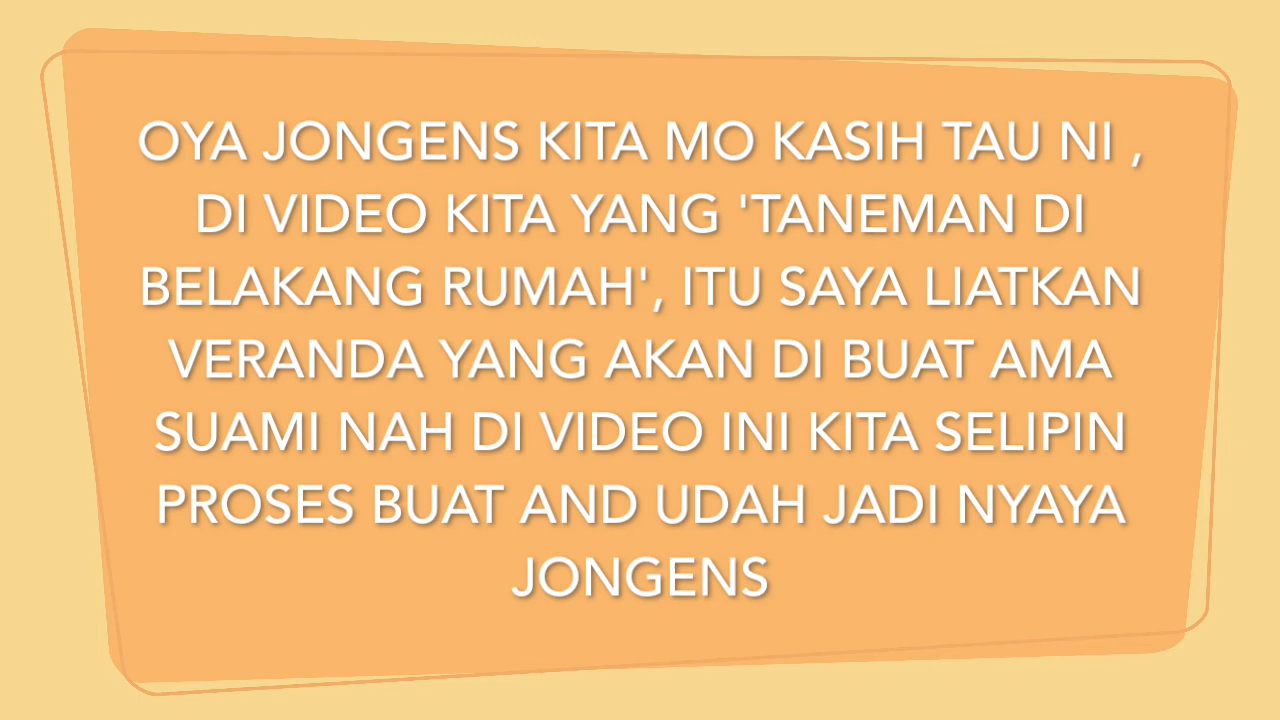 OYA JONGENS KITA MO KASIH TAU NI ,
DI VIDEO KITA YANG 'TANEMAN DI
BELAKANG RUMAH', ITU SAYA LIATKAN
VERANDA YANG AKAN DI BUAT AMA
SUAMI NAH DI VIDEO INI KITA SELIPIN
PROSES BUAT AND UDAH JADI NYAYA
JONGENS